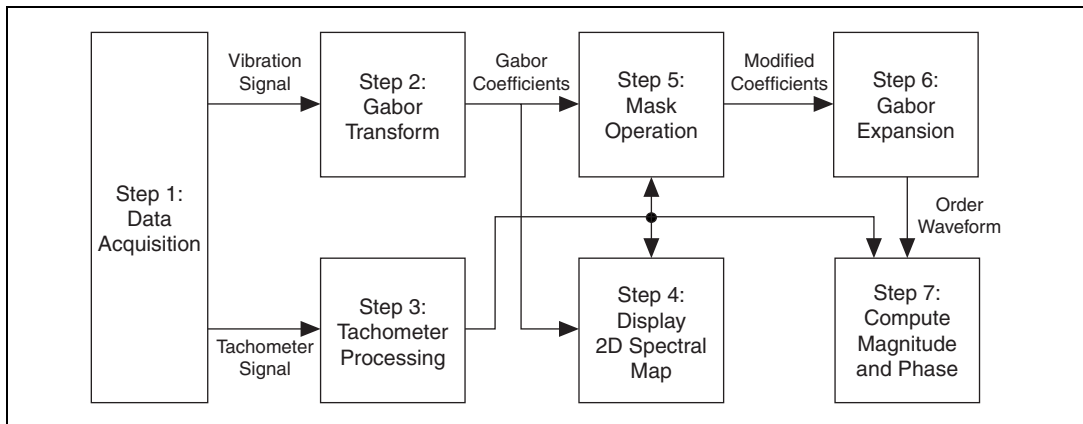 Step 1:
Data
Acquisition
Vibration
Signal
Step 2:
Gabor
Transform
Gabor
Coefficients
Step 5:
Mask
Operation
Modified
Coefficients
Step 6:
Gabor
Expansion
Order
Waveform
Tachometer
Signal
Step 3:
Tachometer
Processing
Step 4:
Display
2D Spectral
Map
Step 7:
Compute
Magnitude
and Phase